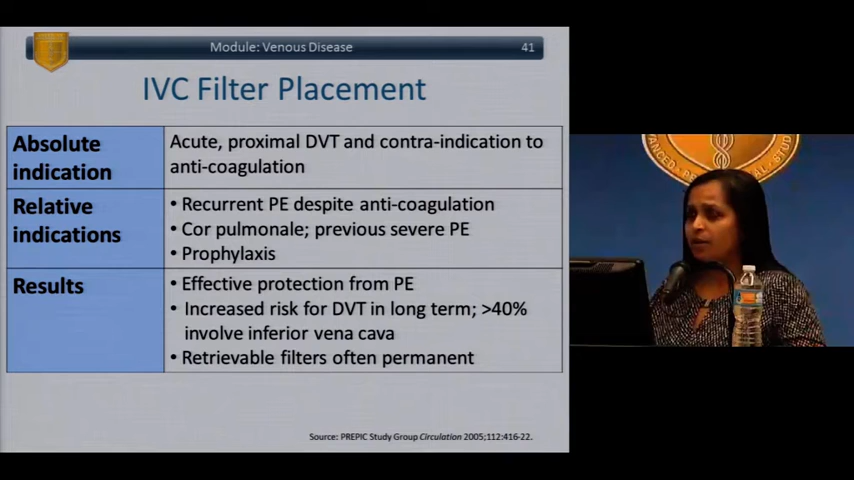 Module: Venous Disease
41
IVC Filter Placement
Absolute
indication
Acute, proximal DVT and contra-indication to
anti-coagulation
Relative
indications
• Recurrent PE despite anti-coagulation
• Cor pulmonale; previous severe PE
• Prophylaxis
Results
• Effective protection from PE
• Increased risk for DVT in long term; >40%
involve inferior vena cava
• Retrievable filters often permanent
Source: PREPIC Study Group Circulation 2005;112:416-22.